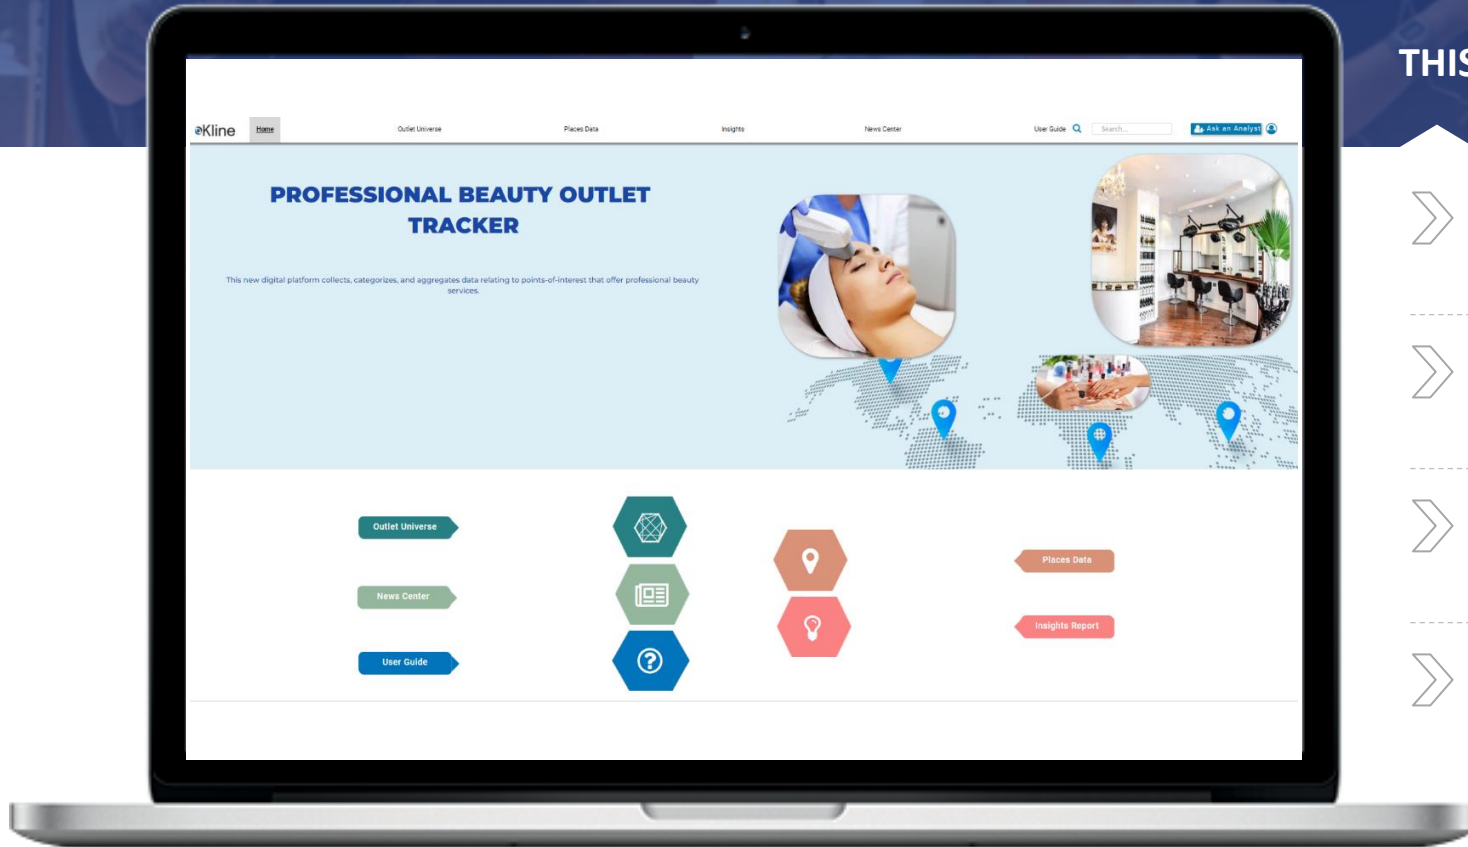 THIS
Kline
Home
Outlet Universe
Places Data
Insights
News Center
User Guide
Search...
Ask an Analyst
PROFESSIONAL BEAUTY OUTLET
TRACKER
This new digital platform collects, categorizes, and aggregates data relating to points-of-interest that offer professional beauty
services.
Outlet Universe
Places Data
News Center
Insights Report
User Guide